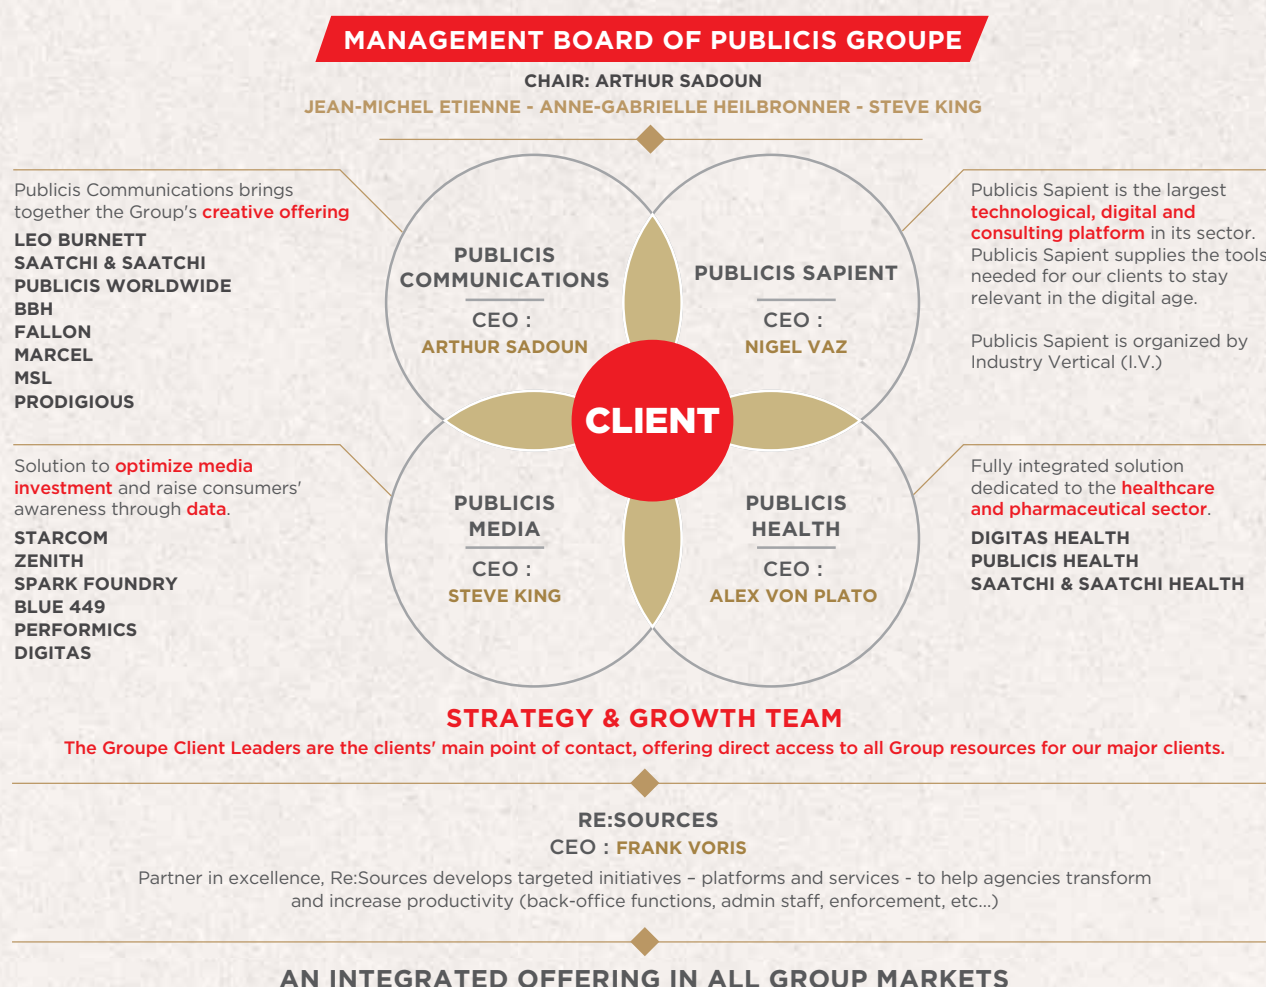 MANAGEMENT BOARD OF PUBLICIS GROUPE
CHAIR: ARTHUR SADOUN
JEAN-MICHEL ETIENNE - ANNE-GABRIELLE HEILBRONNER - STEVE KING
Publicis Communications brings
together the Group's creative offering
LEO BURNETT
SAATCHI & SAATCHI
PUBLICIS WORLDWIDE
BBH
FALLON
MARCEL
MSL
PRODIGIOUS
PUBLICIS
COMMUNICATIONS
CEO :
ARTHUR SADOUN
PUBLICIS SAPIENT
CEO :
NIGEL VAZ
Publicis Sapient is the largest
technological, digital and
consulting platform in its sector.
Publicis Sapient supplies the tools
needed for our clients to stay
relevant in the digital age.
Publicis Sapient is organized by
Industry Vertical (I.V.)
CLIENT
Solution to optimize media
investment and raise consumers'
awareness through data.
STARCOM
ZENITH
SPARK FOUNDRY
BLUE 449
PERFORMICS
DIGITAS
PUBLICIS
MEDIA
CEO :
STEVE KING
PUBLICIS
HEALTH
CEO :
ALEX VON PLATO
Fully integrated solution
dedicated to the healthcare
and pharmaceutical sector.
DIGITAS HEALTH
PUBLICIS HEALTH
SAATCHI & SAATCHI HEALTH
STRATEGY & GROWTH TEAM
The Groupe Client Leaders are the clients' main point of contact, offering direct access to all Group resources for our major clients.
RE:SOURCES
CEO : FRANK VORIS
Partner in excellence, Re:Sources develops targeted initiatives – platforms and services - to help agencies transform
and increase productivity (back-office functions, admin staff, enforcement, etc...)
AN INTEGRATED OFFERING IN ALL GROUP MARKETS